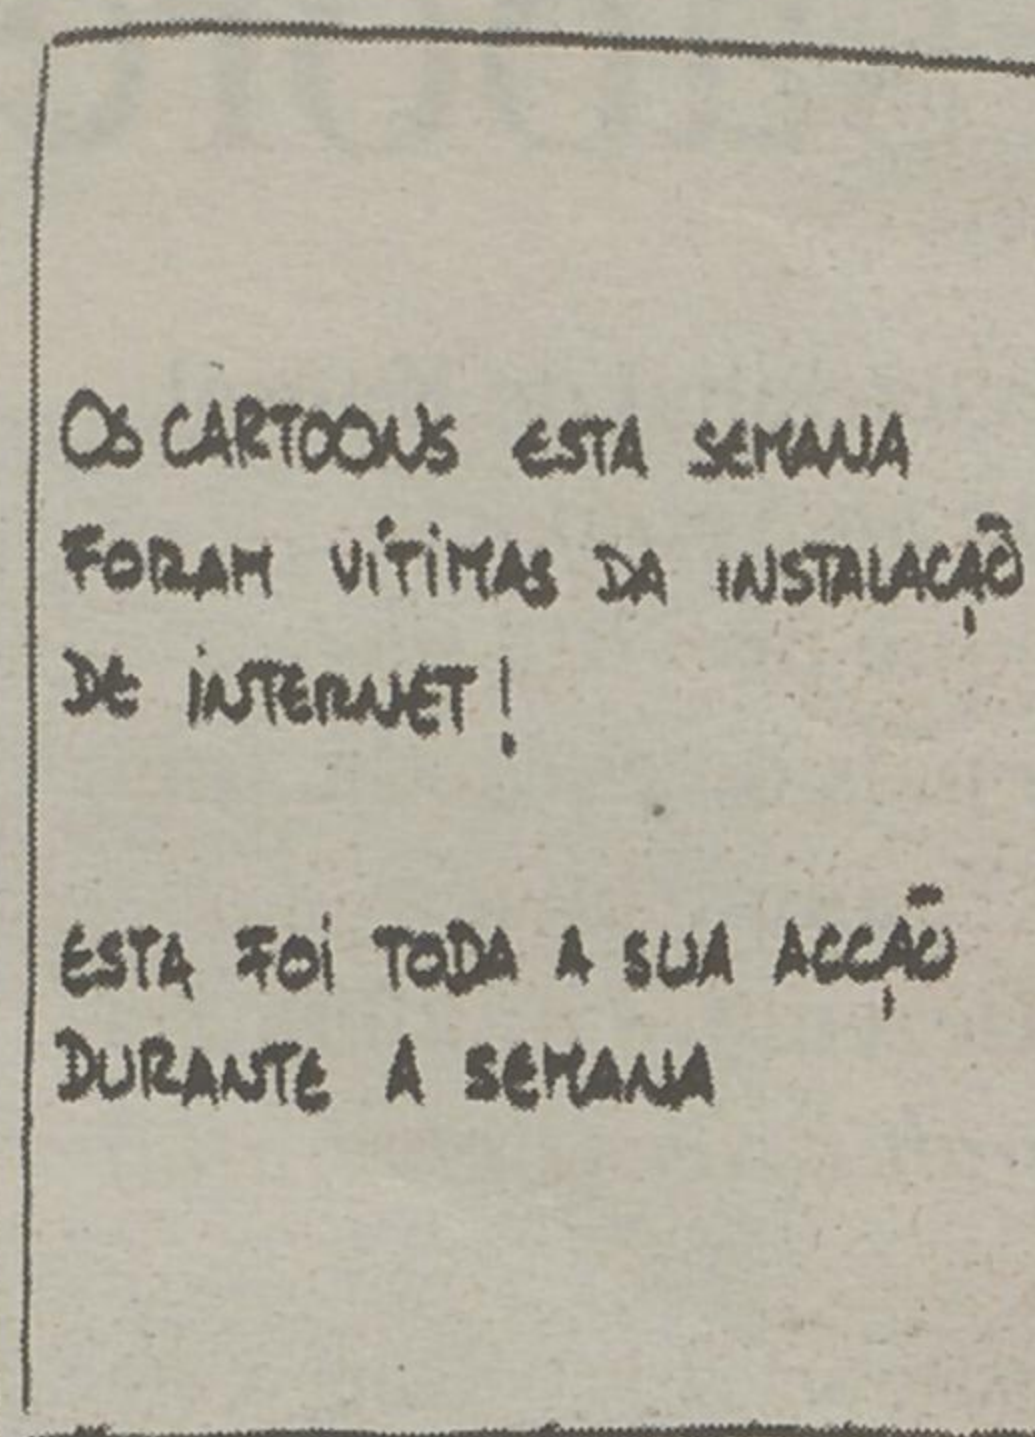 OS CARTOONS ESTA SEMANA
FORAM VÍTIMAS DA INSTALAÇÃO
DE INTERNET!
ESTA FOI TODA A SUA ACÇÃO
DURANTE A SEMANA